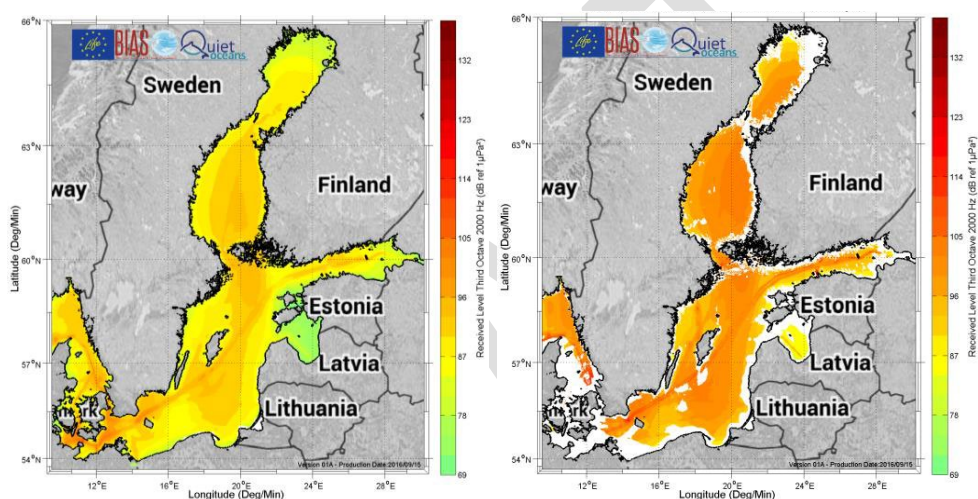 66°N
63°N
60°N
57°N
54°N
Latitude (Deg/Min)
Life
BIAS
Quiet
oceans
Sweden
way
Finland
Estonia
Latvia
Lithuania
rk
Version 01A - Production Date:2016/09/15
12°E
16°E
20°E
24°E
28°E
Longitude (Deg/Min)
132
123
114
105
96
87
78
69
Received Level Third Octave 2000 Hz (dB ref 1µPa²)
66°N
63°N
60°N
57°N
54°N
Latitude (Deg/Min)
Life
BIAS
Quiet
oceans
Sweden
way
Finland
Estonia
Latvia
Lithuania
rk
Version 01A - Production Date:2016/09/15
12°E
16°E
20°E
24°E
28°E
Longitude (Deg/Min)
132
123
114
105
96
87
78
69
Received Level Third Octave 2000 Hz (dB ref 1µPa²)